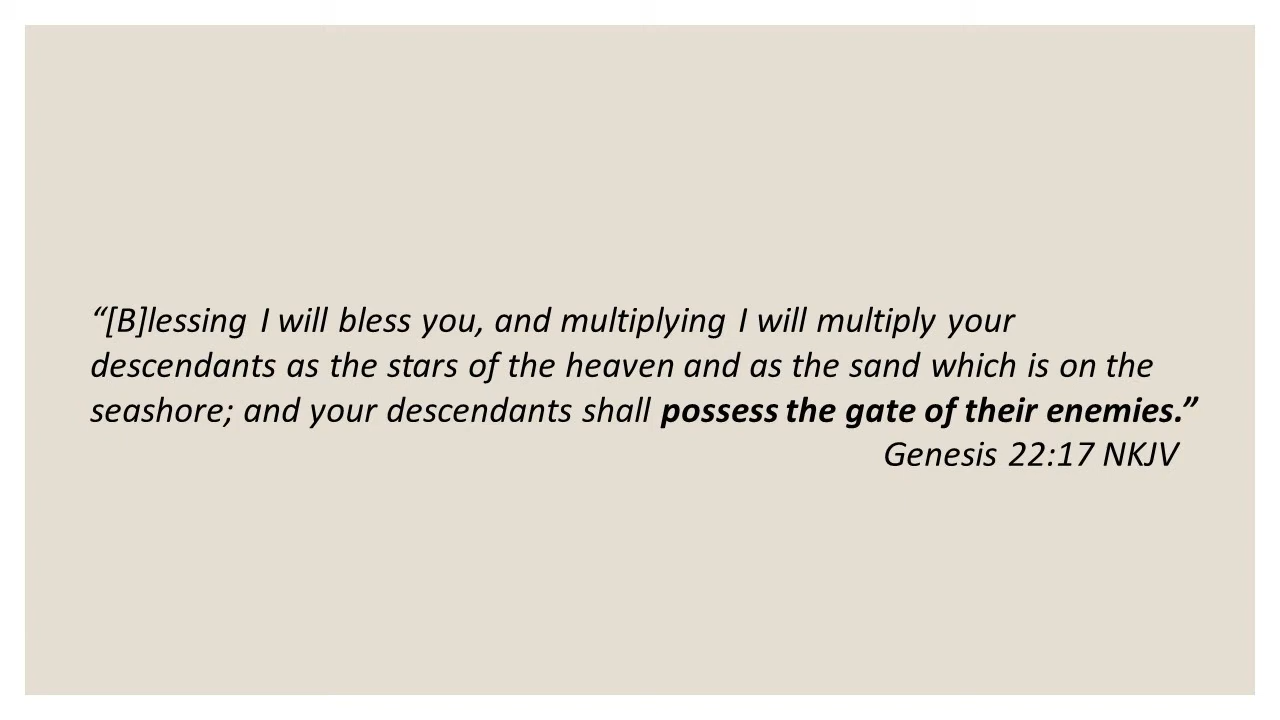 “[B]lessing I will bless you, and multiplying I will multiply your
descendants as the stars of the heaven and as the sand which is on the
seashore; and your descendants shall possess the gate of their enemies.”
Genesis 22:17 NKJV